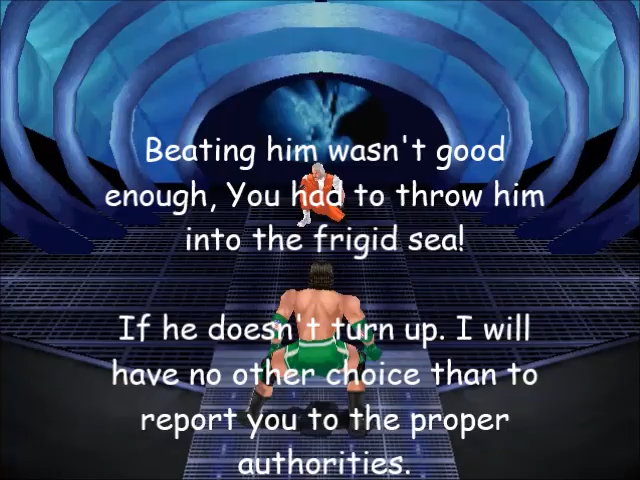 Beating him wasn't good
enough, You had to throw him
into the frigid sea!
If he doesn't turn up. I will
have no other choice than to
report you to the proper
authorities.